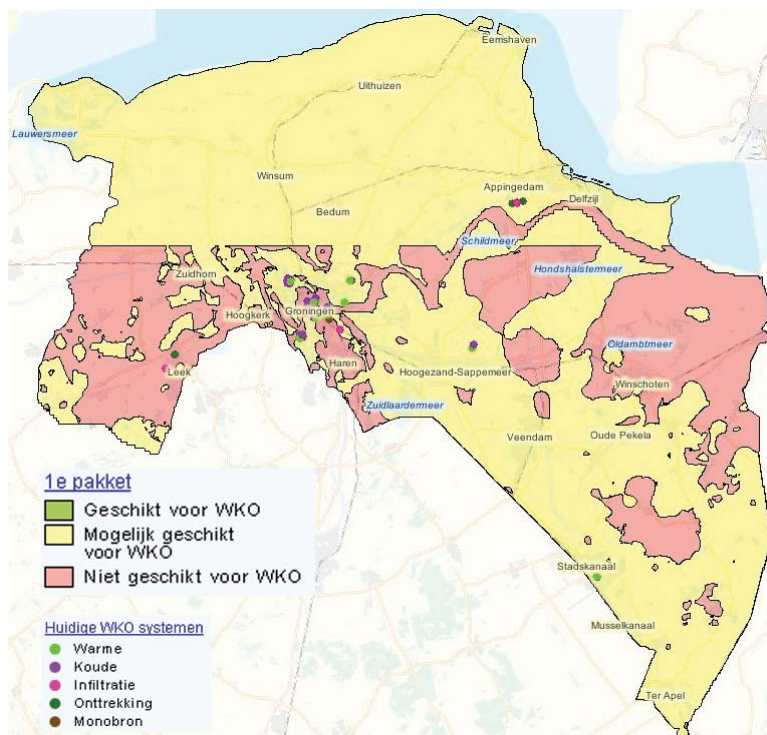 Eemshaven
Uithuizen
Lauwersmeer
Winsum
Appingedam
Delfzijl
Bedum
Schildmeer
Zuidhorn
Hondshalstermeer
Hoogkerk
Groningen
Oldambtmeer
Haren
Leek
Hoogezand-Sappemeer
Winschoten
Zuidlaardermeer
Veendam
Oude Pekela
1e pakket
Geschikt voor WKO
Mogelijk geschikt
voor WKO
Niet geschikt voor WKO
Stadskanaal
Huidige WKO systemen
Musselkanaal
Warme
Koude
Infiltratie
Onttrekking
Ter Apel
Monobron